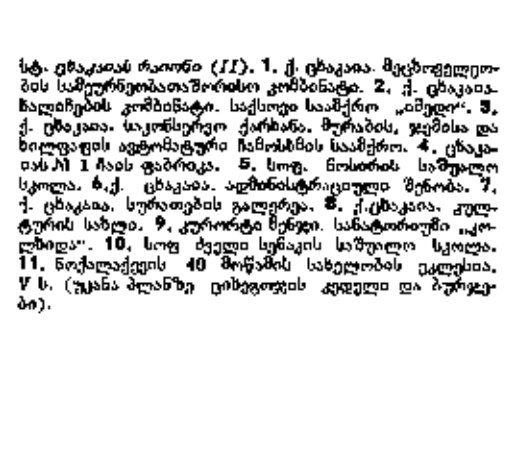 სტ. ცხაკაიას რაიონი (II). 1. ქ. ცხაკაია. მეცხოველეო-
ბის სამეურნეობათაშორისო კომბინატი. 2. ქ. ცხაკაია.
ხალიჩების კომბინატი. საქსოვი საამქრო „იმედი“. 3.
ქ. ცხაკაია. საკონსერვო ქარხანა. მურაბის, ჯემისა და
ხილფაფის ავტომატური ჩამოსხმის საამქრო. 4. ცხაკა-
იას № 1 ჩაის ფაბრიკა. 5. სოფ. ნოსირის საშუალო
სკოლა. 6. ქ. ცხაკაია. ადმინისტრაციული შენობა. 7.
ქ. ცხაკაია. სურათების გალერეა. 8. ქ. ცხაკაია. კულ-
ტურის სახლი. 9. კურორტი მენჯი. სანატორიუმი „კო-
ლხიდა“. 10. სოფ ძველი სენაკის საშუალო სკოლა.
11. ნოქალაქევის 40 მოწამის სახელობის ეკლესია.
V ს. (უკანა პლანზე ციხეგოჯის კედელი და ბურჯე-
ბი).